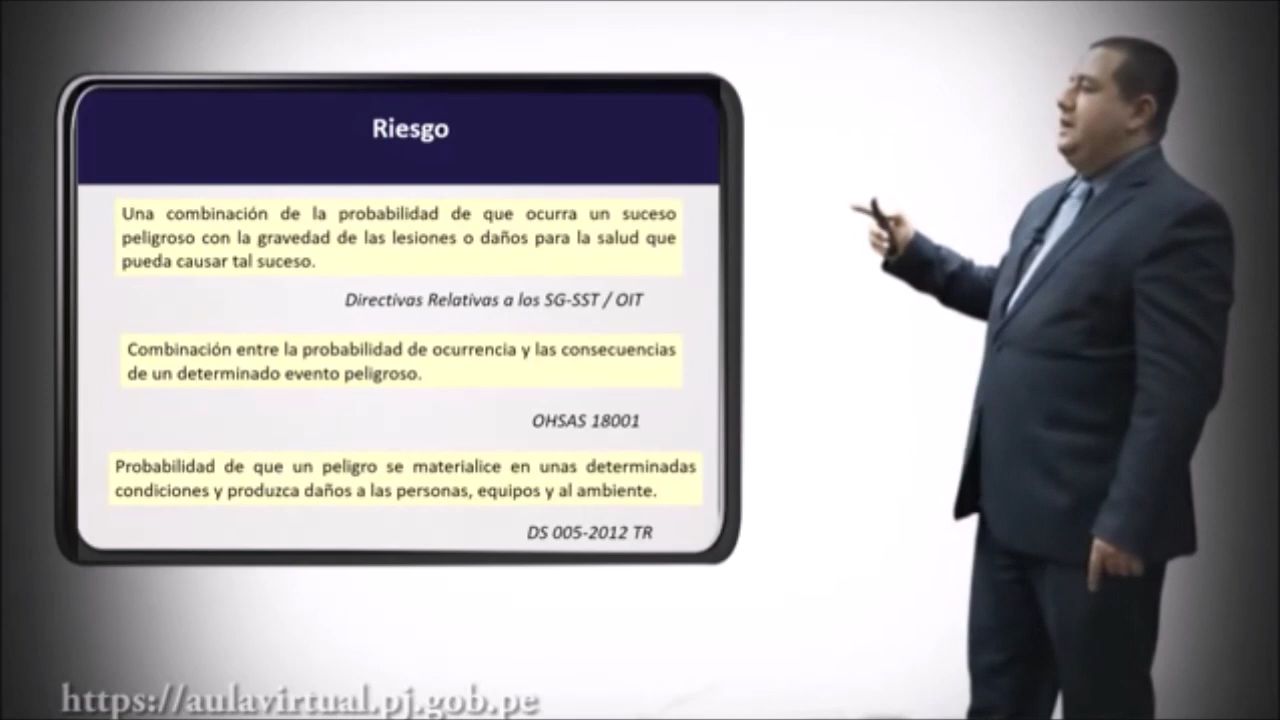 Riesgo
Una combinación de la probabilidad de que ocurra un suceso
peligroso con la gravedad de las lesiones o daños para la salud que
pueda causar tal suceso.
Directivas Relativas a los SG-SST / OIT
Combinación entre la probabilidad de ocurrencia y las consecuencias
de un determinado evento peligroso.
OHSAS 18001
Probabilidad de que un peligro se materialice en unas determinadas
condiciones y produzca daños a las personas, equipos y al ambiente.
DS 005-2012 TR
https://aulavirtual.pj.gob.pe